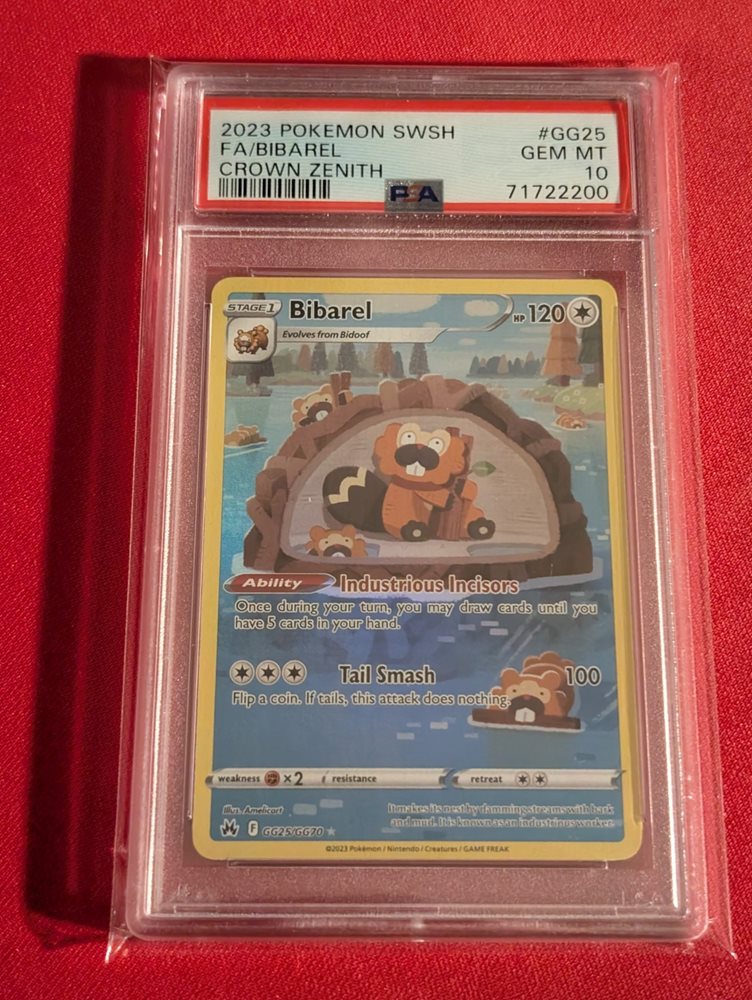 2023 POKEMON SWSH #GG25
FA/BIBAREL GEM MT
CROWN ZENITH 10
PSA 71722200
STAGE 1 Bibarel HP 120
Evolves from Bidoof
Ability Industrious Incisors
Once during your turn, you may draw cards until you
have 5 cards in your hand.
Tail Smash 100
Flip a coin. If tails, this attack does nothing.
weakness ×2 resistance retreat
Illus. Amelicart
It makes its nest by damming streams with bark
and mud. It is known as an industrious worker.
F GG25/GG70
©2023 Pokémon / Nintendo / Creatures / GAME FREAK